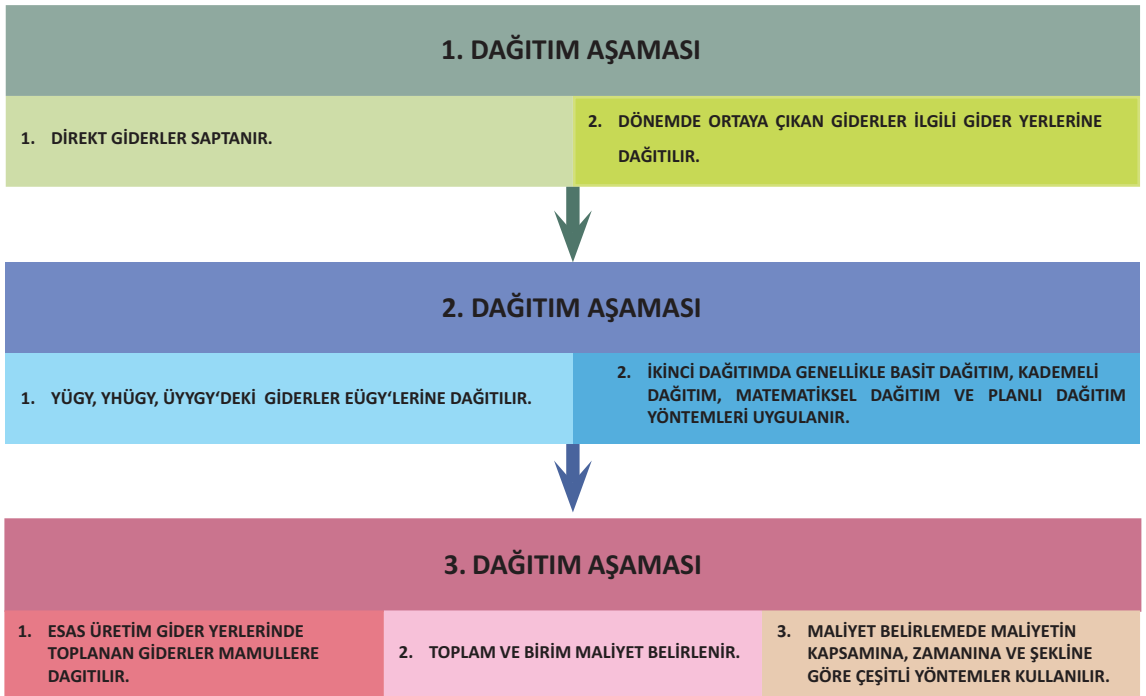 1. DAĞITIM AŞAMASI
1. DİREKT GİDERLER SAPTANIR.
2. DÖNEMDE ORTAYA ÇIKAN GİDERLER İLGİLİ GİDER YERLERİNE
DAĞITILIR.
2. DAĞITIM AŞAMASI
1. YÜGY, YHÜGY, ÜYYGY‘DEKİ GİDERLER EÜGY‘LERİNE DAĞITILIR.
2. İKİNCİ DAĞITIMDA GENELLİKLE BASİT DAĞITIM, KADEMELİ
DAĞITIM, MATEMATİKSEL DAĞITIM VE PLANLI DAĞITIM
YÖNTEMLERİ UYGULANIR.
3. DAĞITIM AŞAMASI
1. ESAS ÜRETİM GİDER YERLERİNDE
TOPLANAN GİDERLER MAMULLERE
DAGITILIR.
2. TOPLAM VE BİRİM MALİYET BELİRLENİR.
3. MALİYET BELİRLEMEDE MALİYETİN
KAPSAMINA, ZAMANINA VE ŞEKLİNE
GÖRE ÇEŞİTLİ YÖNTEMLER KULLANILIR.